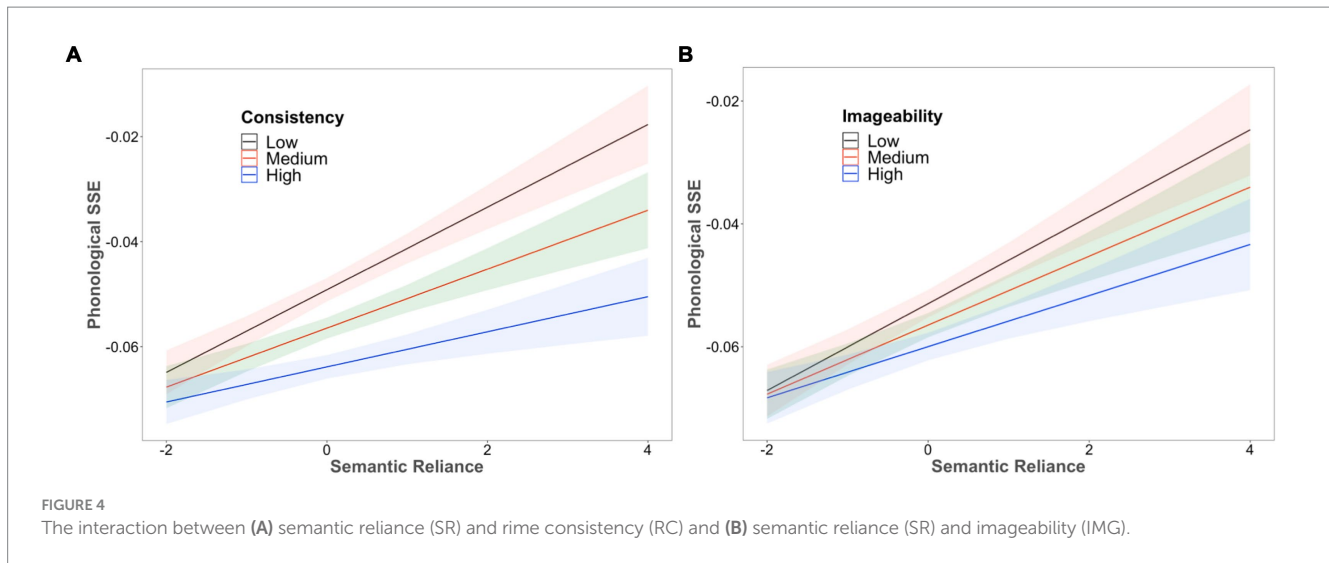 A
Consistency
Low
Medium
High
Phonological SSE
-0.02
-0.04
-0.06
-2
0
2
4
Semantic Reliance
B
Imageability
Low
Medium
High
Phonological SSE
-0.02
-0.04
-0.06
-2
0
2
4
Semantic Reliance
FIGURE 4
The interaction between (A) semantic reliance (SR) and rime consistency (RC) and (B) semantic reliance (SR) and imageability (IMG).